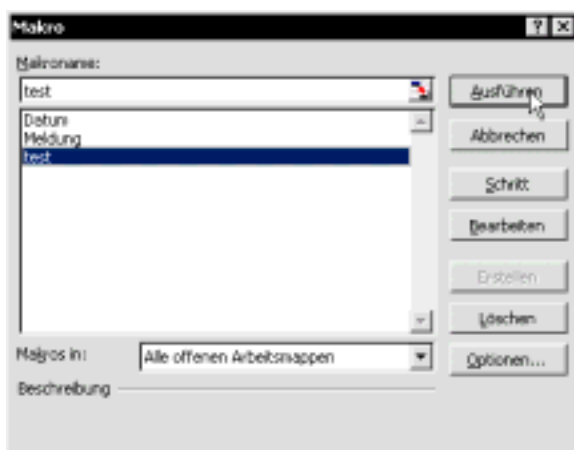 Makro
Makroname:
test
Ausführen
Datum
Meldung
test
Abbrechen
Schritt
Bearbeiten
Erstellen
Löschen
Makros in:
Alle offenen Arbeitsmappen
Optionen...
Beschreibung